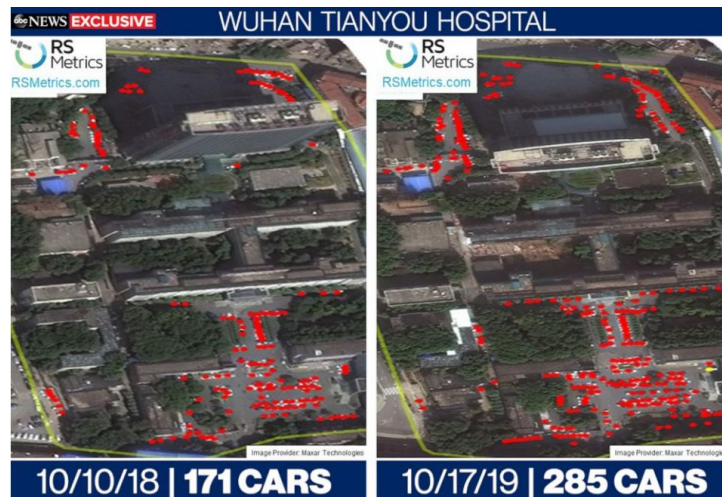 abc NEWS EXCLUSIVE WUHAN TIANYOU HOSPITAL
RS
Metrics
RSMetrics.com
RS
Metrics
RSMetrics.com
Image Provider: Maxar Technologies
Image Provider: Maxar Technologies
10/10/18 | 171 CARS
10/17/19 | 285 CARS